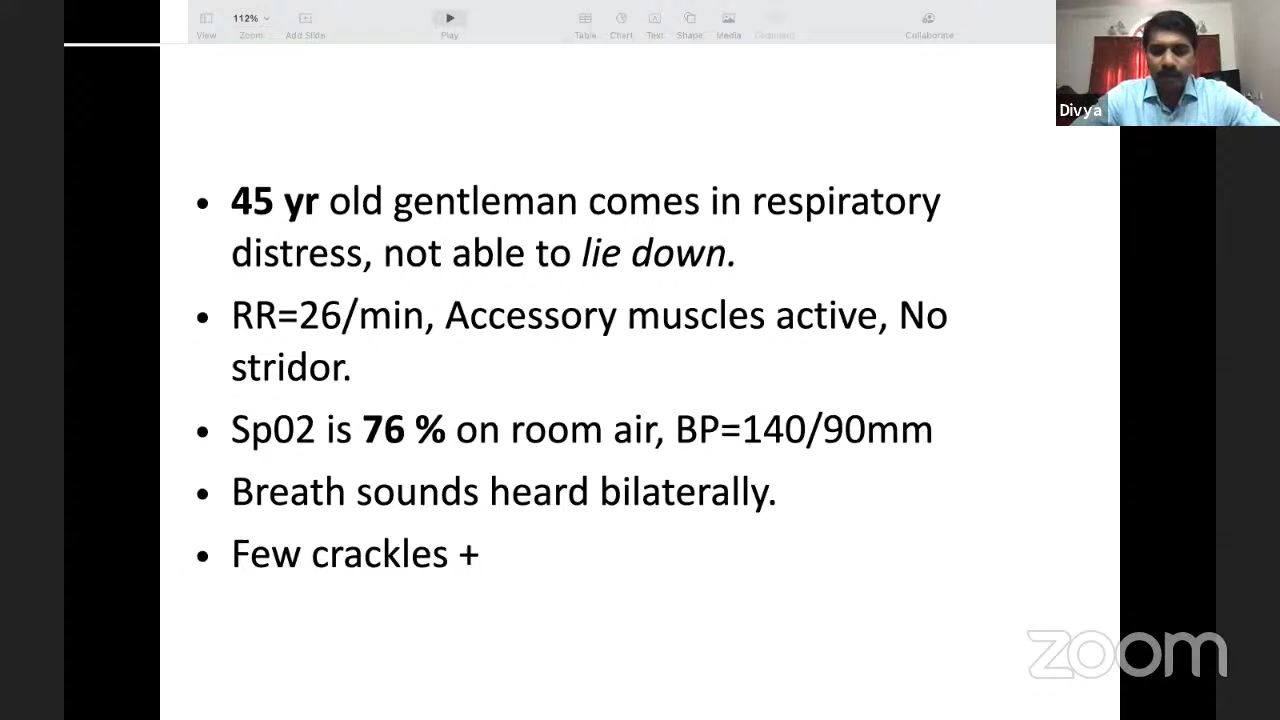 112%
View
Zoom
Add Slide
Play
Table
Chart
Text
Shape
Media
Collaborate
Divya
• 45 yr old gentleman comes in respiratory
distress, not able to lie down.
• RR=26/min, Accessory muscles active, No
stridor.
• Sp02 is 76 % on room air, BP=140/90mm
• Breath sounds heard bilaterally.
• Few crackles +
zoom